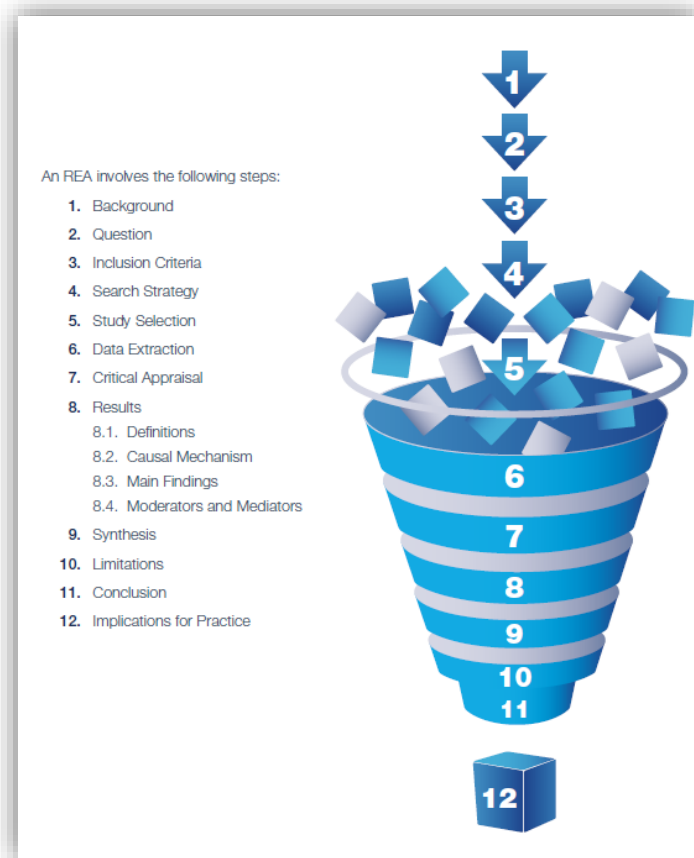 An REA involves the following steps:
1. Background
2. Question
3. Inclusion Criteria
4. Search Strategy
5. Study Selection
6. Data Extraction
7. Critical Appraisal
8. Results
8.1. Definitions
8.2. Causal Mechanism
8.3. Main Findings
8.4. Moderators and Mediators
9. Synthesis
10. Limitations
11. Conclusion
12. Implications for Practice
1
2
3
4
5
6
7
8
9
10
11
12